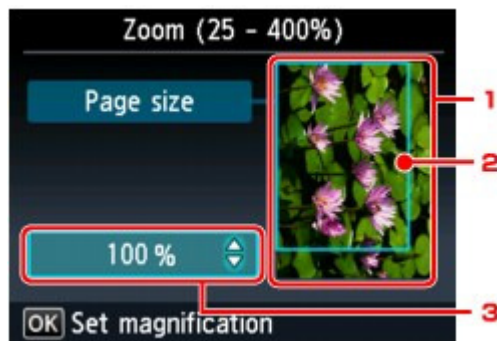 Zoom (25 - 400%)
Page size
1
2
100 %
3
OK Set magnification